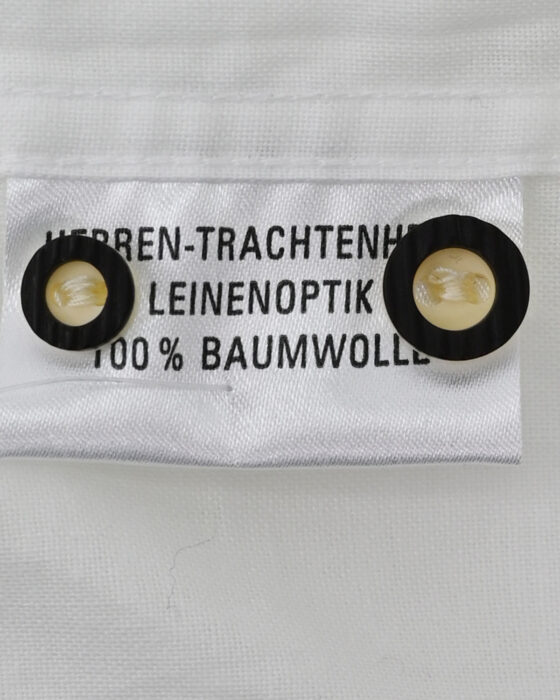 HERREN-TRACHTENH
LEINENOPTIK
100 % BAUMWOLLE